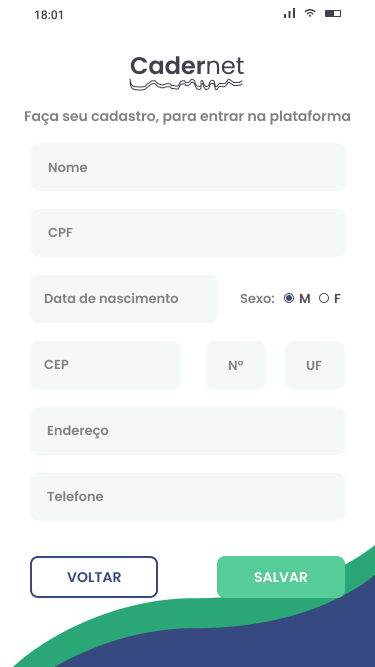 18:01
Cadernet
Faça seu cadastro, para entrar na plataforma
Nome
CPF
Data de nascimento Sexo: M F
CEP Nº UF
Endereço
Telefone
VOLTAR SALVAR